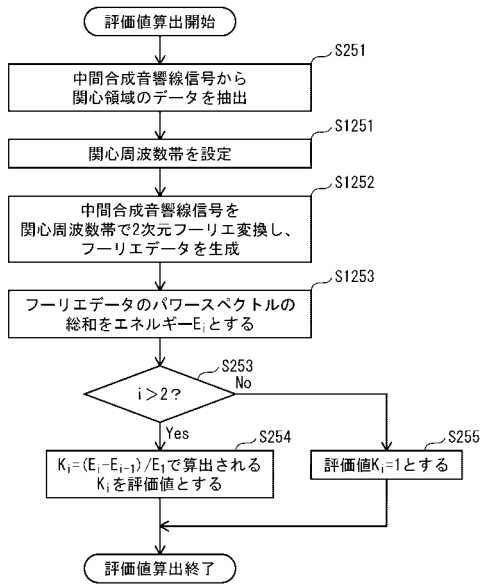 評価値算出開始
S251
中間合成音響線信号から
関心領域のデータを抽出
S1251
関心周波数帯を設定
S1252
中間合成音響線信号を
関心周波数帯で2次元フーリエ変換し、
フーリエデータを生成
S1253
フーリエデータのパワースペクトルの
総和をエネルギーEiとする
S253
i＞2？
No
Yes
S254
Ki=(Ei-Ei-1)/E1で算出される
Kiを評価値とする
S255
評価値Ki=1とする
評価値算出終了